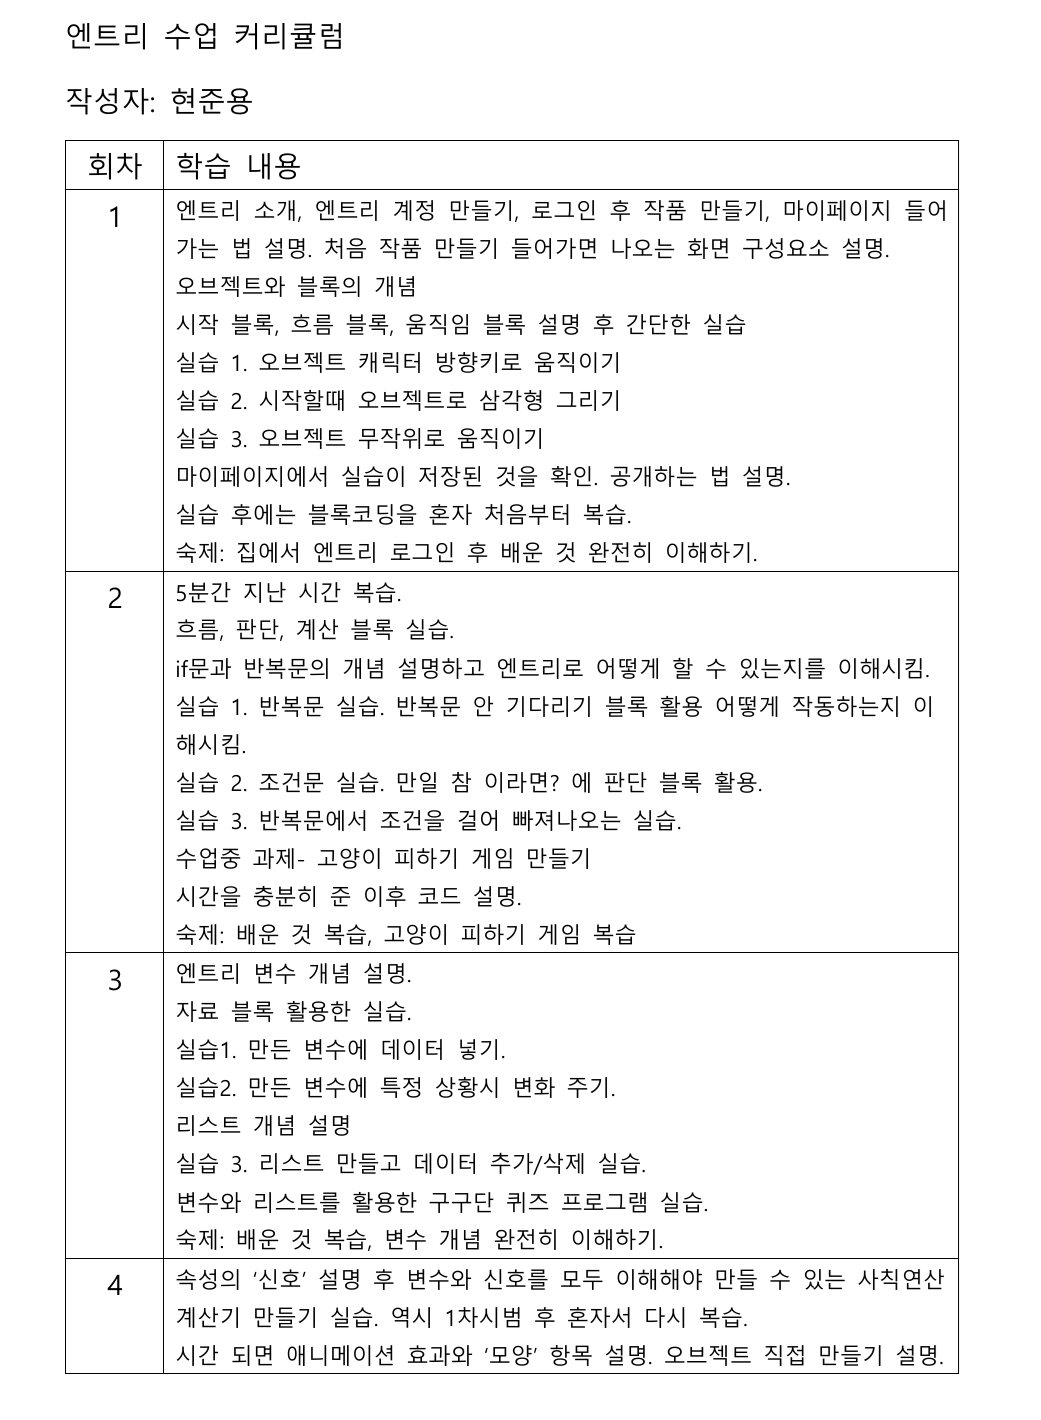 엔트리 수업 커리큘럼
작성자: 현준용
회차 학습 내용
1
엔트리 소개, 엔트리 계정 만들기, 로그인 후 작품 만들기, 마이페이지 들어
가는 법 설명. 처음 작품 만들기 들어가면 나오는 화면 구성요소 설명.
오브젝트와 블록의 개념
시작 블록, 흐름 블록, 움직임 블록 설명 후 간단한 실습
실습 1. 오브젝트 캐릭터 방향키로 움직이기
실습 2. 시작할때 오브젝트로 삼각형 그리기
실습 3. 오브젝트 무작위로 움직이기
마이페이지에서 실습이 저장된 것을 확인. 공개하는 법 설명.
실습 후에는 블록코딩을 혼자 처음부터 복습.
숙제: 집에서 엔트리 로그인 후 배운 것 완전히 이해하기.
2
5분간 지난 시간 복습.
흐름, 판단, 계산 블록 실습.
if문과 반복문의 개념 설명하고 엔트리로 어떻게 할 수 있는지를 이해시킴.
실습 1. 반복문 실습. 반복문 안 기다리기 블록 활용 어떻게 작동하는지 이
해시킴.
실습 2. 조건문 실습. 만일 참 이라면? 에 판단 블록 활용.
실습 3. 반복문에서 조건을 걸어 빠져나오는 실습.
수업중 과제- 고양이 피하기 게임 만들기
시간을 충분히 준 이후 코드 설명.
숙제: 배운 것 복습, 고양이 피하기 게임 복습
3
엔트리 변수 개념 설명.
자료 블록 활용한 실습.
실습1. 만든 변수에 데이터 넣기.
실습2. 만든 변수에 특정 상황시 변화 주기.
리스트 개념 설명
실습 3. 리스트 만들고 데이터 추가/삭제 실습.
변수와 리스트를 활용한 구구단 퀴즈 프로그램 실습.
숙제: 배운 것 복습, 변수 개념 완전히 이해하기.
4
속성의 ‘신호’ 설명 후 변수와 신호를 모두 이해해야 만들 수 있는 사칙연산
계산기 만들기 실습. 역시 1차시범 후 혼자서 다시 복습.
시간 되면 애니메이션 효과와 ‘모양’ 항목 설명. 오브젝트 직접 만들기 설명.